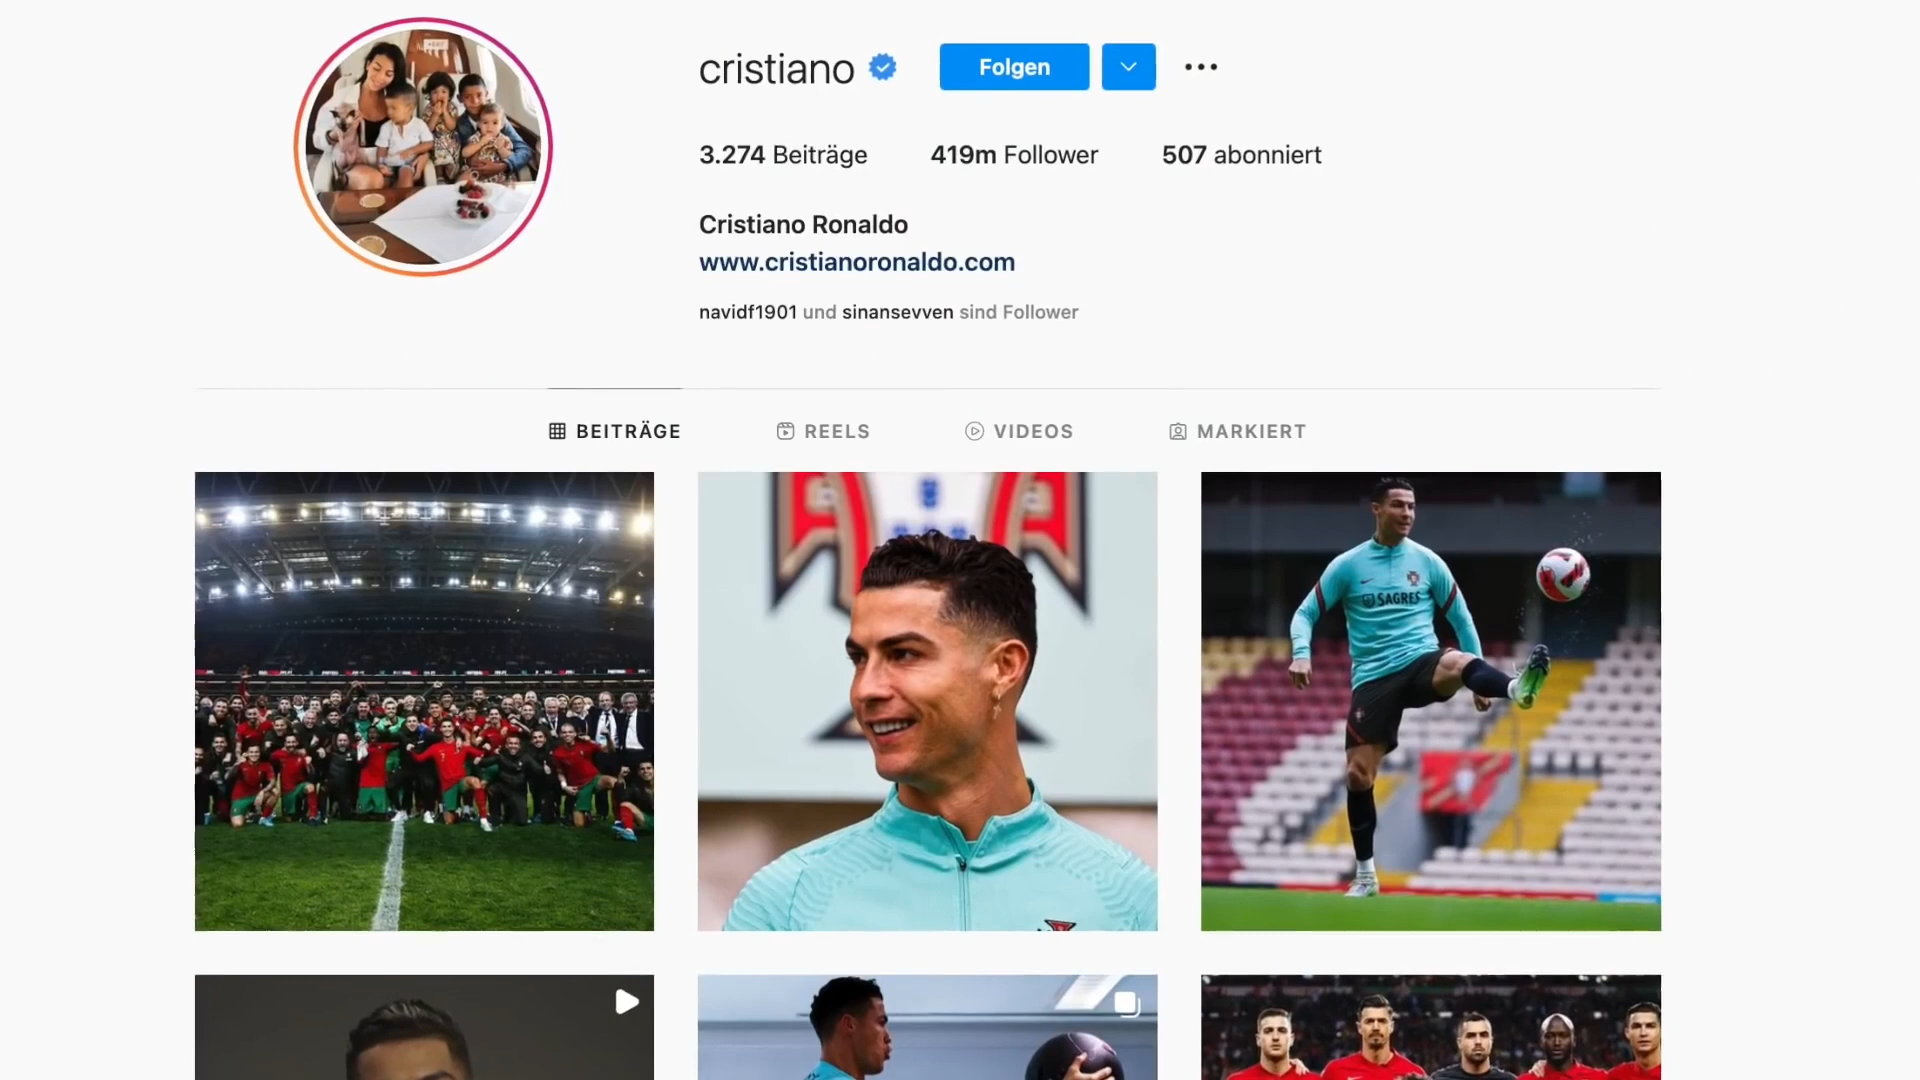 cristiano
Folgen
3.274 Beiträge
419m Follower
507 abonniert
Cristiano Ronaldo
www.cristianoronaldo.com
navidf1901 und sinansevven sind Follower
BEITRÄGE
REELS
VIDEOS
MARKIERT
SAGRES